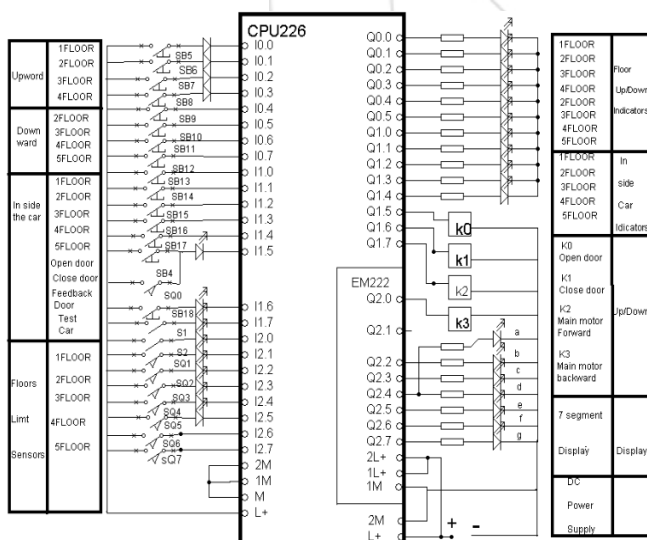 CPU226
Upword
1FLOOR
2FLOOR
3FLOOR
4FLOOR
Down
ward
2FLOOR
3FLOOR
4FLOOR
5FLOOR
In side
the car
1FLOOR
2FLOOR
3FLOOR
4FLOOR
5FLOOR
Open door
Close door
Feedback
Door
Test
Car
Floors
Limt
Sensors
1FLOOR
2FLOOR
3FLOOR
4FLOOR
5FLOOR
SB5
SB6
SB7
SB8
SB9
SB10
SB11
SB12
SB13
SB14
SB15
SB16
SB17
SB4
SQ0
SB18
S1
S2
SQ1
SQ2
SQ3
SQ4
SQ5
SQ6
SQ7
I0.0
I0.1
I0.2
I0.3
I0.4
I0.5
I0.6
I0.7
I1.0
I1.1
I1.2
I1.3
I1.4
I1.5
I1.6
I1.7
I2.0
I2.1
I2.2
I2.3
I2.4
I2.5
I2.6
I2.7
2M
1M
M
L+
Q0.0
Q0.1
Q0.2
Q0.3
Q0.4
Q0.5
Q1.0
Q1.1
Q1.2
Q1.3
Q1.4
Q1.5
Q1.6
Q1.7
EM222
Q2.0
Q2.1
Q2.2
Q2.3
Q2.4
Q2.5
Q2.6
Q2.7
2L+
1L+
1M
2M
L+
k0
k1
k2
k3
a
b
c
d
e
f
g
+ -
1FLOOR
2FLOOR
3FLOOR
4FLOOR
2FLOOR
3FLOOR
4FLOOR
5FLOOR
Floor
Up/Down
Indicators
1FLOOR
2FLOOR
3FLOOR
4FLOOR
5FLOOR
In
side
Car
Idicators
K0
Open door
K1
Close door
K2
Main motor
Forward
K3
Main motor
backward
Up/Down
7 segment
Display
Display
DC
Power
Supply